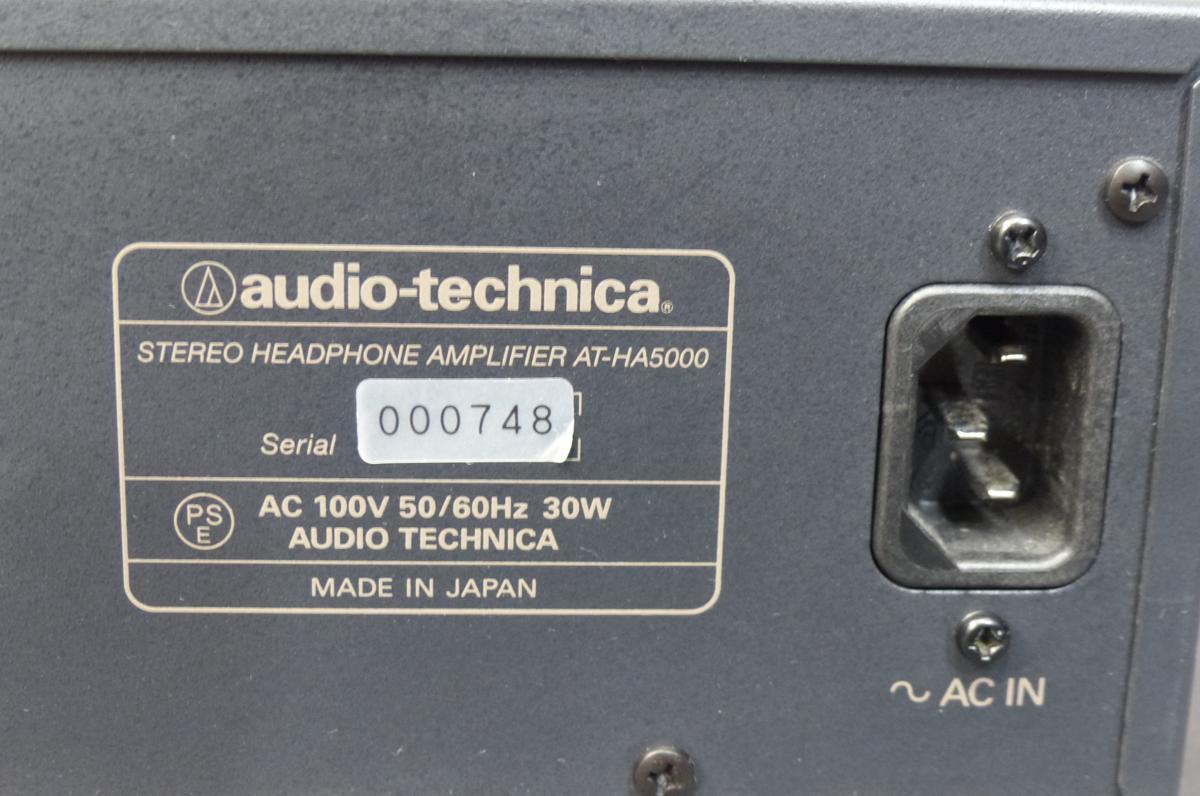 audio-technica®
STEREO HEADPHONE AMPLIFIER AT-HA5000
Serial 000748
PS E AC 100V 50/60Hz 30W
AUDIO TECHNICA
MADE IN JAPAN
~ AC IN